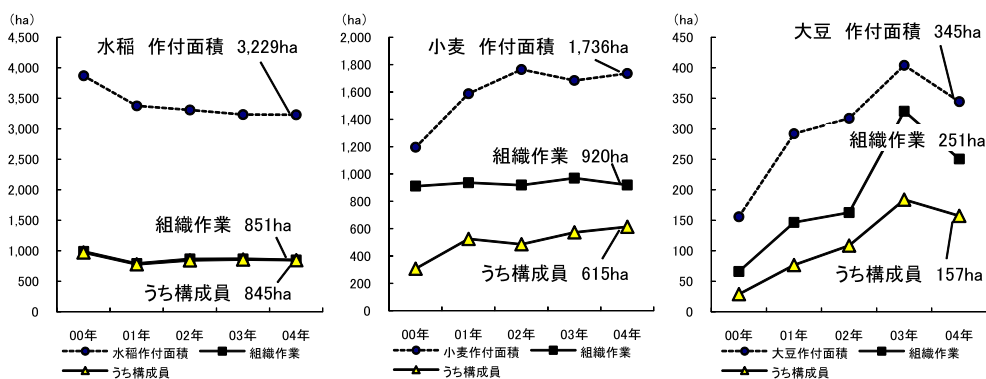 （ha）
4,500
4,000
3,500
3,000
2,500
2,000
1,500
1,000
500
0
水稲 作付面積 3,229ha
組織作業 851ha
うち構成員 845ha
00年 01年 02年 03年 04年
水稲作付面積 組織作業
うち構成員
（ha）
2,000
1,800
1,600
1,400
1,200
1,000
800
600
400
200
0
小麦 作付面積 1,736ha
組織作業 920ha
うち構成員 615ha
00年 01年 02年 03年 04年
小麦作付面積 組織作業
うち構成員
（ha）
450
400
350
300
250
200
150
100
50
0
大豆 作付面積 345ha
組織作業 251ha
うち構成員 157ha
00年 01年 02年 03年 04年
大豆作付面積 組織作業
うち構成員